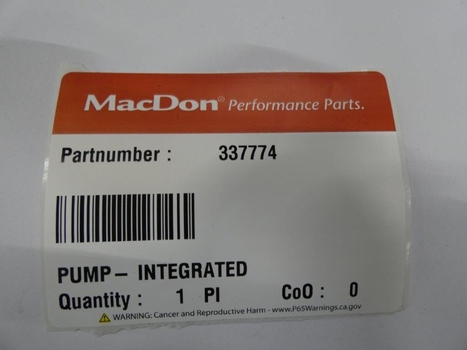 MacDon® Performance Parts.
Partnumber : 337774
PUMP- INTEGRATED
Quantity : 1 PI CoO : 0
⚠ WARNING: Cancer and Reproductive Harm - www.P65Warnings.ca.gov